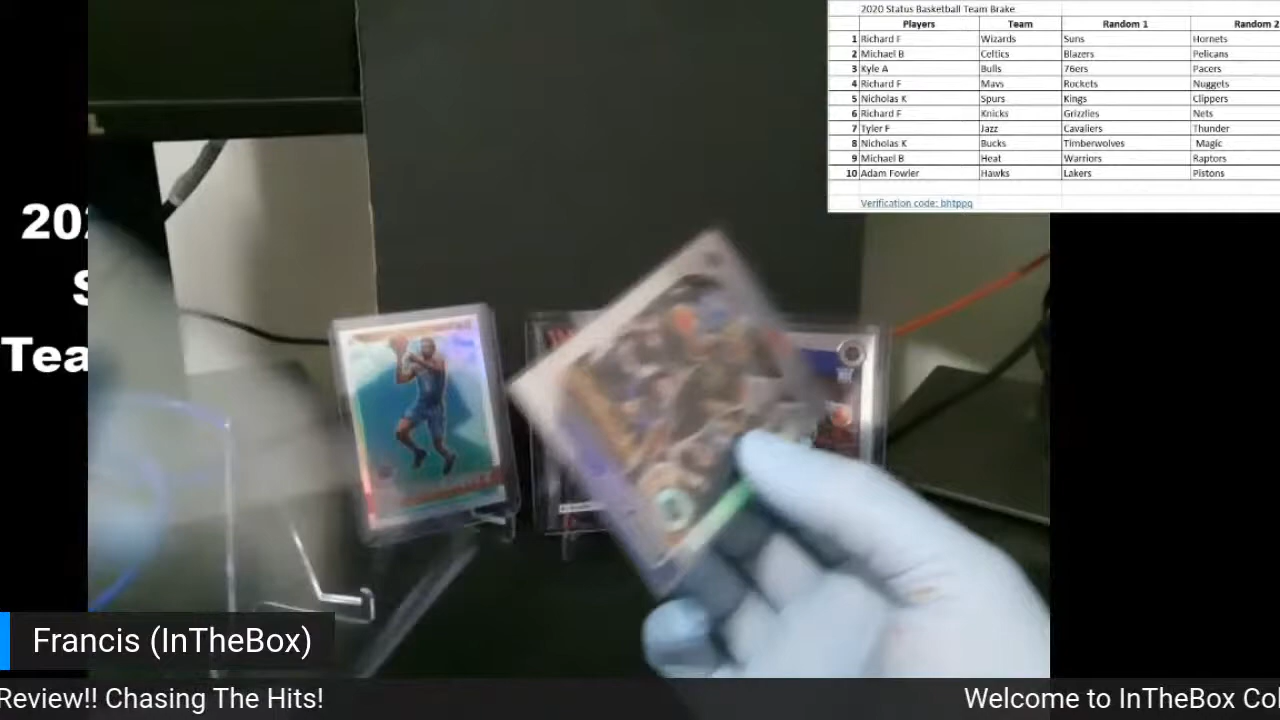 2020 Status Basketball Team Brake
Players Team Random 1 Random 2
1 Richard F Wizards Suns Hornets
2 Michael B Celtics Blazers Pelicans
3 Kyle A Bulls 76ers Pacers
4 Richard F Mavs Rockets Nuggets
5 Nicholas K Spurs Kings Clippers
6 Richard F Knicks Grizzlies Nets
7 Tyler F Jazz Cavaliers Thunder
8 Nicholas K Bucks Timberwolves Magic
9 Michael B Heat Warriors Raptors
10 Adam Fowler Hawks Lakers Pistons
Verification code: bhtppq
202
S
Tea
Francis (InTheBox)
Review!! Chasing The Hits!
Welcome to InTheBox Col